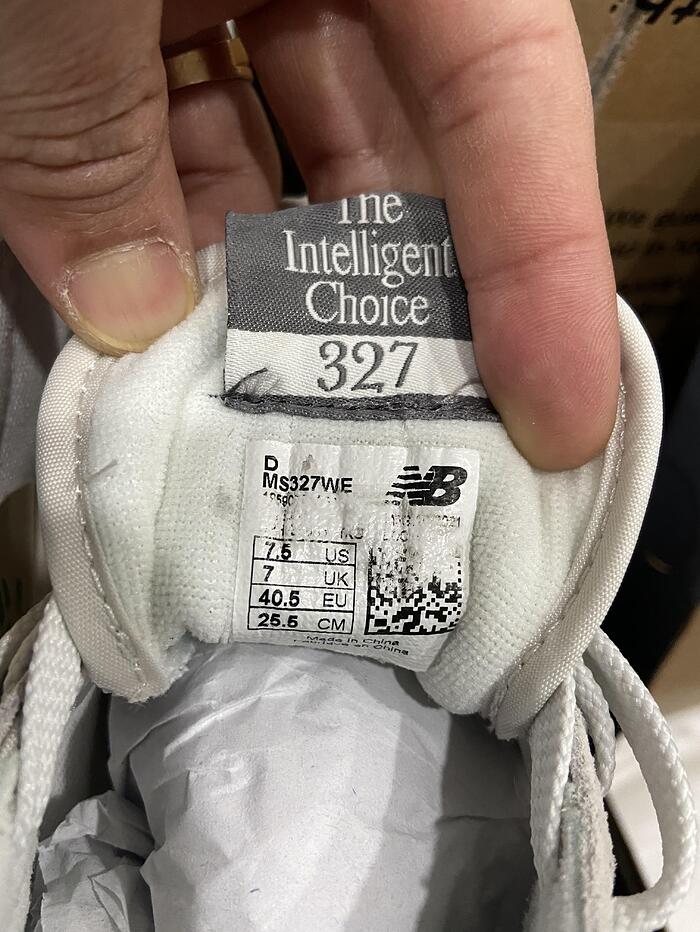 The
Intelligent
Choice
327
D
MS327WE
NB
7.5 US
7 UK
40.5 EU
25.5 CM
Made in China